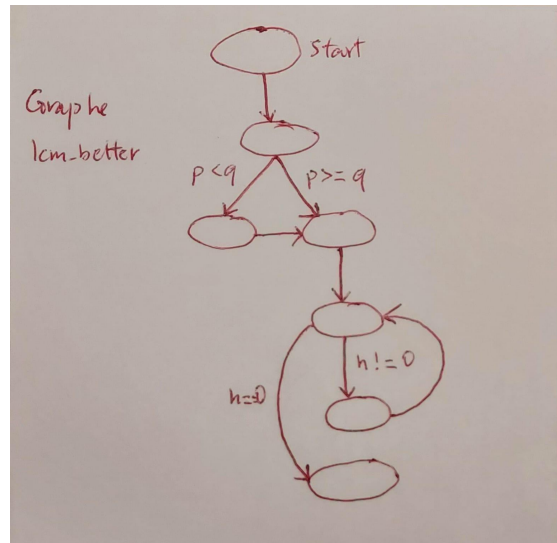 Start
Graphe
lcm-better
p<q
p>=q
h!=0
h=0